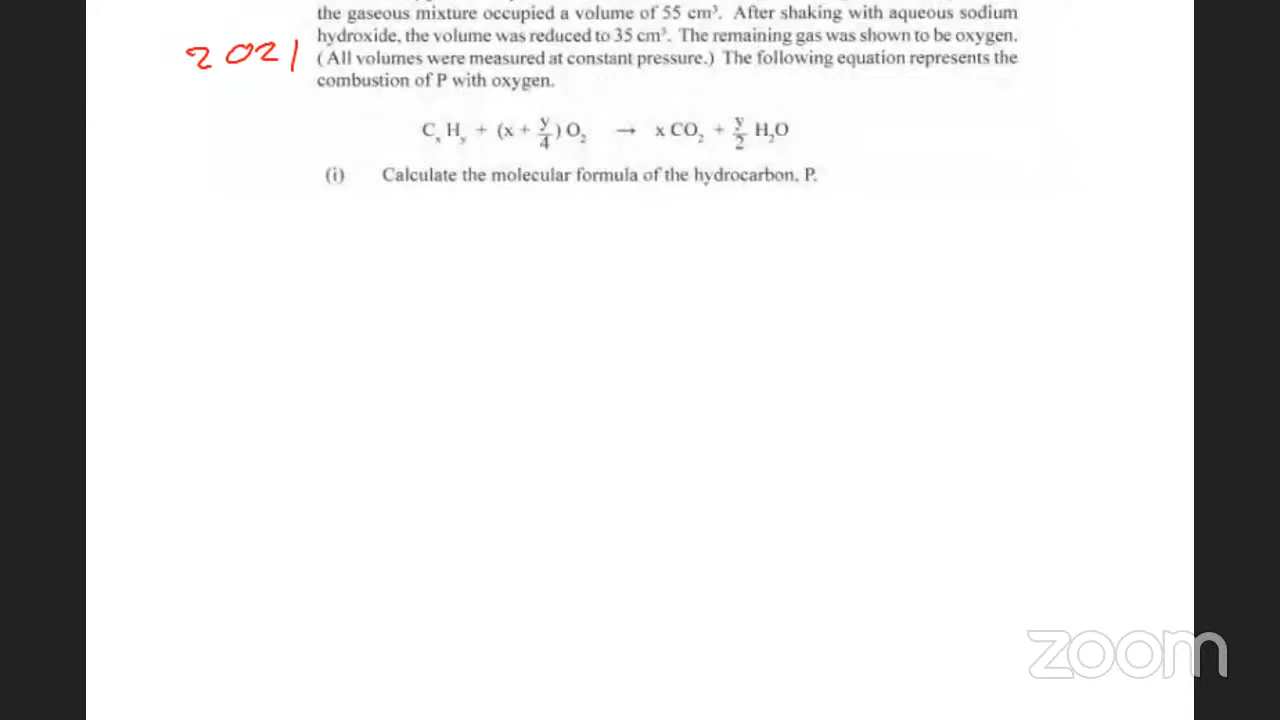 the gaseous mixture occupied a volume of 55 cm³. After shaking with aqueous sodium
2021
hydroxide, the volume was reduced to 35 cm³. The remaining gas was shown to be oxygen.
(All volumes were measured at constant pressure.) The following equation represents the
combustion of P with oxygen.
CₓHᵧ + (x + y/4) O₂ → x CO₂ + y/2 H₂O
(i) Calculate the molecular formula of the hydrocarbon, P.
zoom